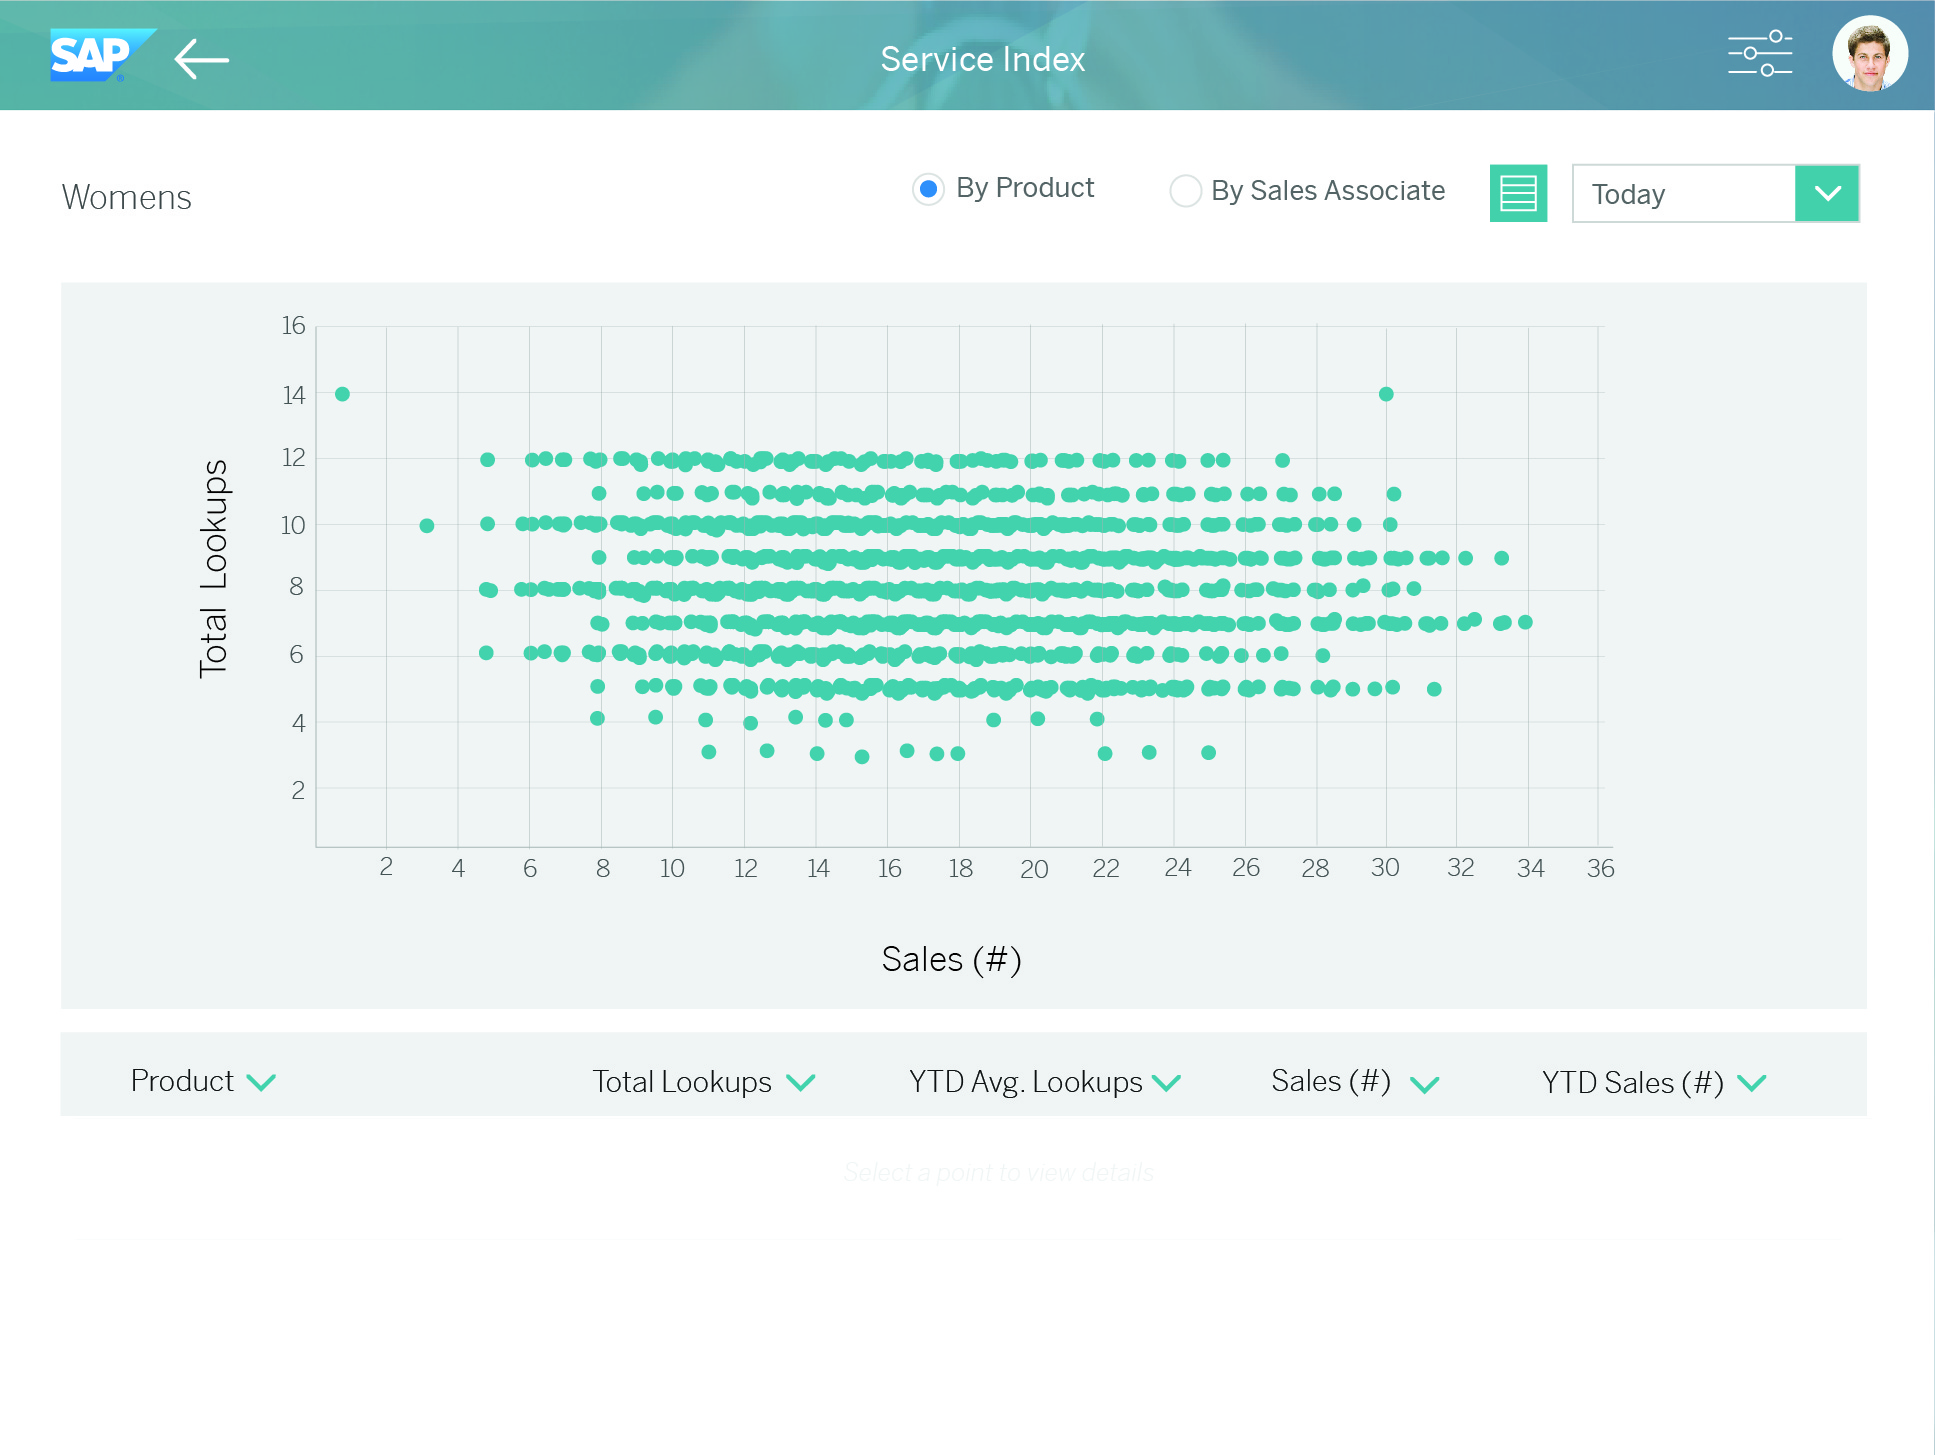 SAP
Service Index
Womens
By Product
By Sales Associate
Today
Total Lookups
16
14
12
10
8
6
4
2
2 4 6 8 10 12 14 16 18 20 22 24 26 28 30 32 34 36
Sales (#)
Product Total Lookups YTD Avg. Lookups Sales (#) YTD Sales (#)
Select a point to view details